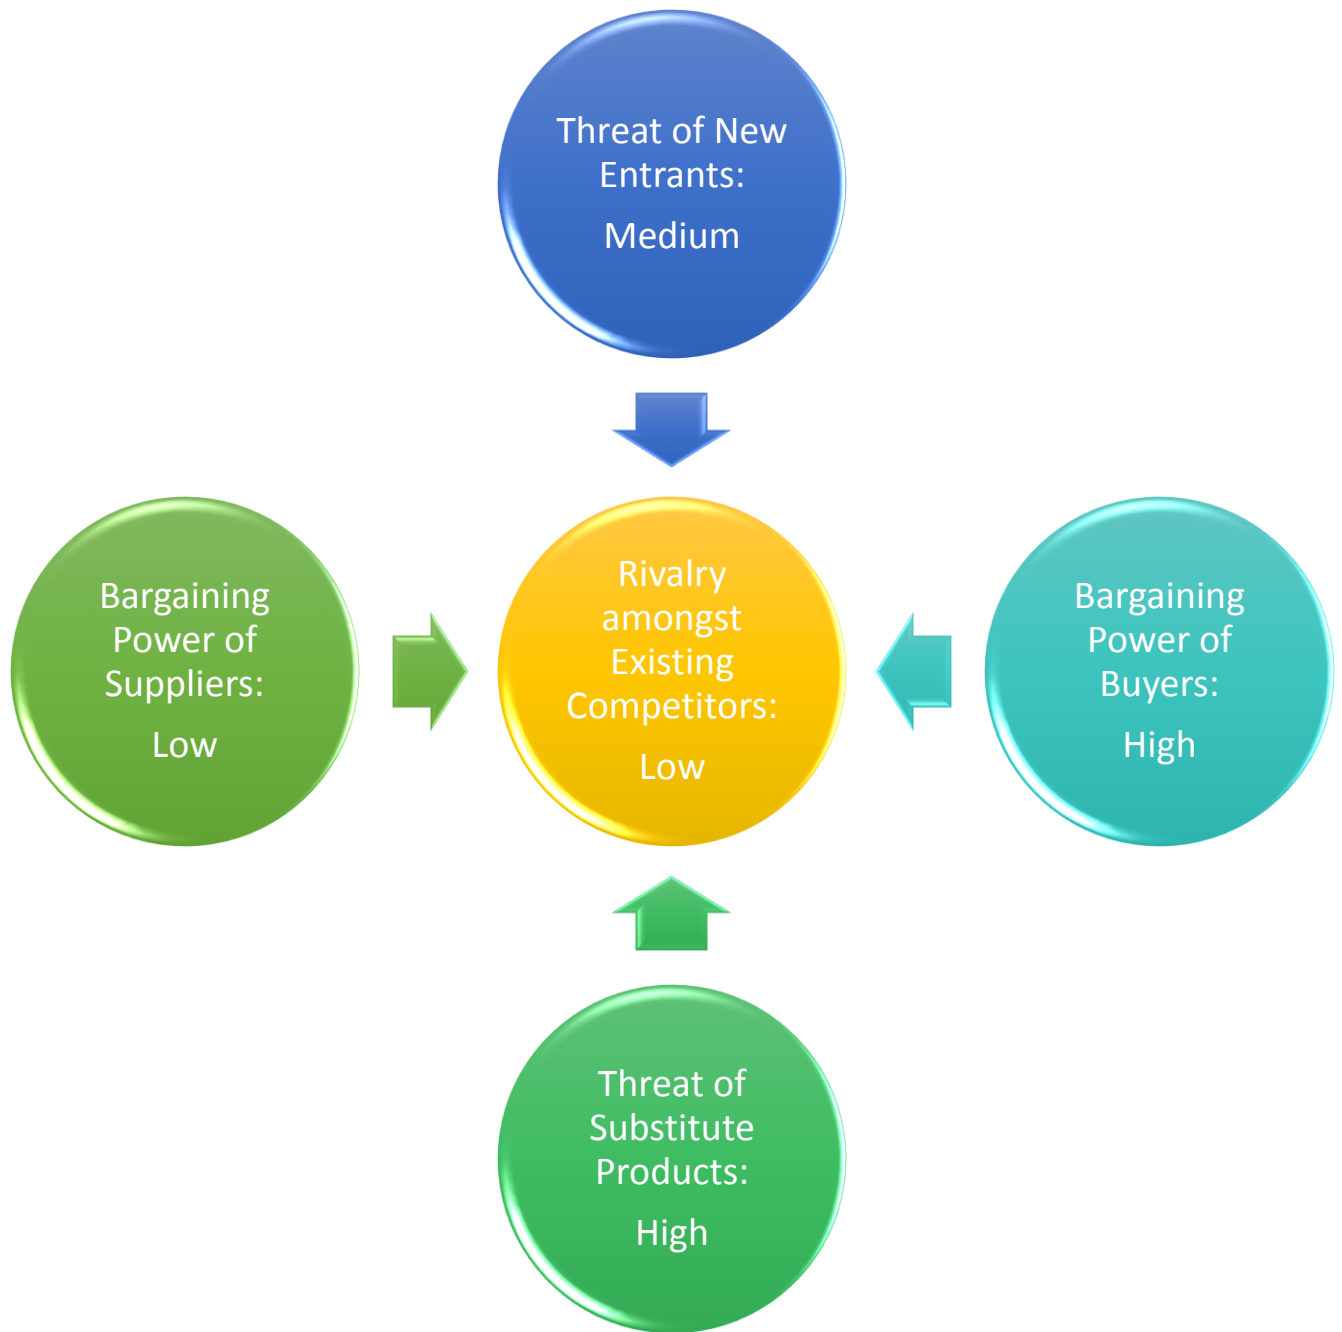 Threat of New
Entrants:
Medium
Bargaining
Power of
Suppliers:
Low
Rivalry
amongst
Existing
Competitors:
Low
Bargaining
Power of
Buyers:
High
Threat of
Substitute
Products:
High